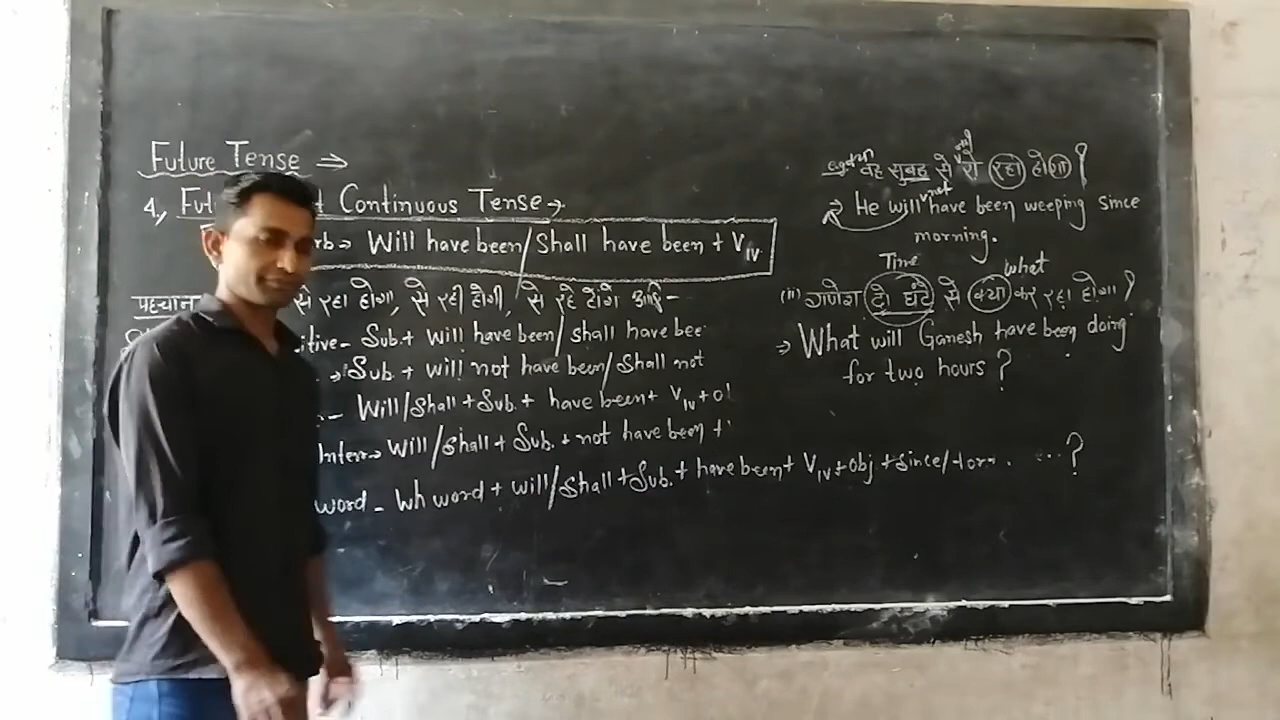 Future Tense ⇒
4, Fut Continuous Tense →
rb → Will have been/Shall have been + V IV
पहचान से रहा होगा, से रही होगी, से रहे होंगे आदि -
itive - Sub + will have been/ Shall have bee
→ Sub. + will not have been/Shall not
- Will/Shall + Sub. + have been + V IV + o
Inter → Will/Shall + Sub. + not have been +
word - Wh word + will/Shall + Sub. + have been + V IV + obj + since/for ...?
वह सुबह से रो रहा होगा ?
नहीं
⇒ He will have been weeping since
not
morning.
Time what
(ii) गणेश दो घंटे से क्या कर रहा होगा ?
⇒ What will Ganesh have been doing
for two hours ?